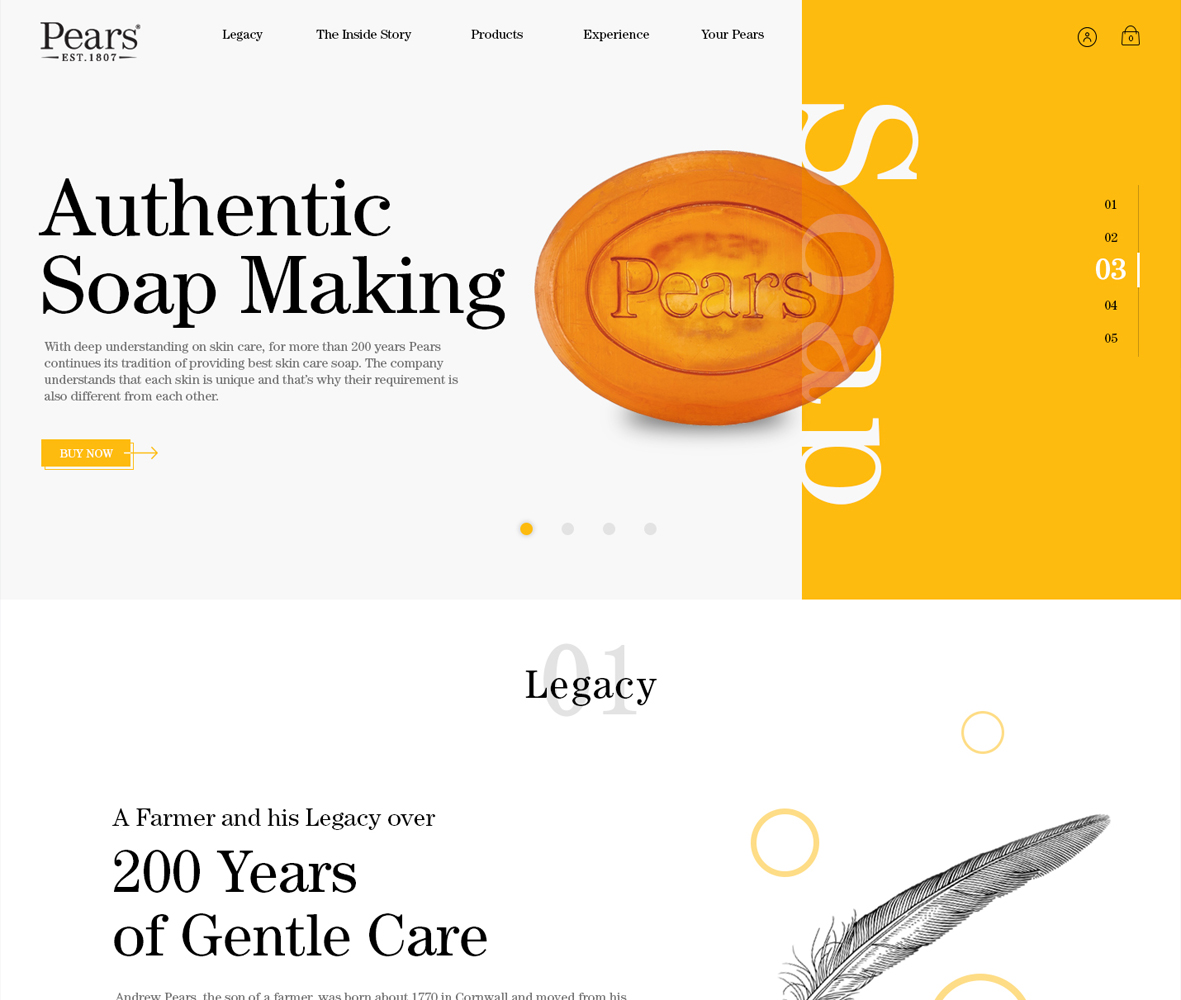 Pears®
EST.1807
Legacy
The Inside Story
Products
Experience
Your Pears
0
Authentic
Soap Making
With deep understanding on skin care, for more than 200 years Pears
continues its tradition of providing best skin care soap. The company
understands that each skin is unique and that's why their requirement is
also different from each other.
BUY NOW
Pears
01
02
03
04
05
01
Legacy
A Farmer and his Legacy over
200 Years
of Gentle Care
Andrew Pears, the son of a farmer, was born about 1770 in Cornwall and moved from his